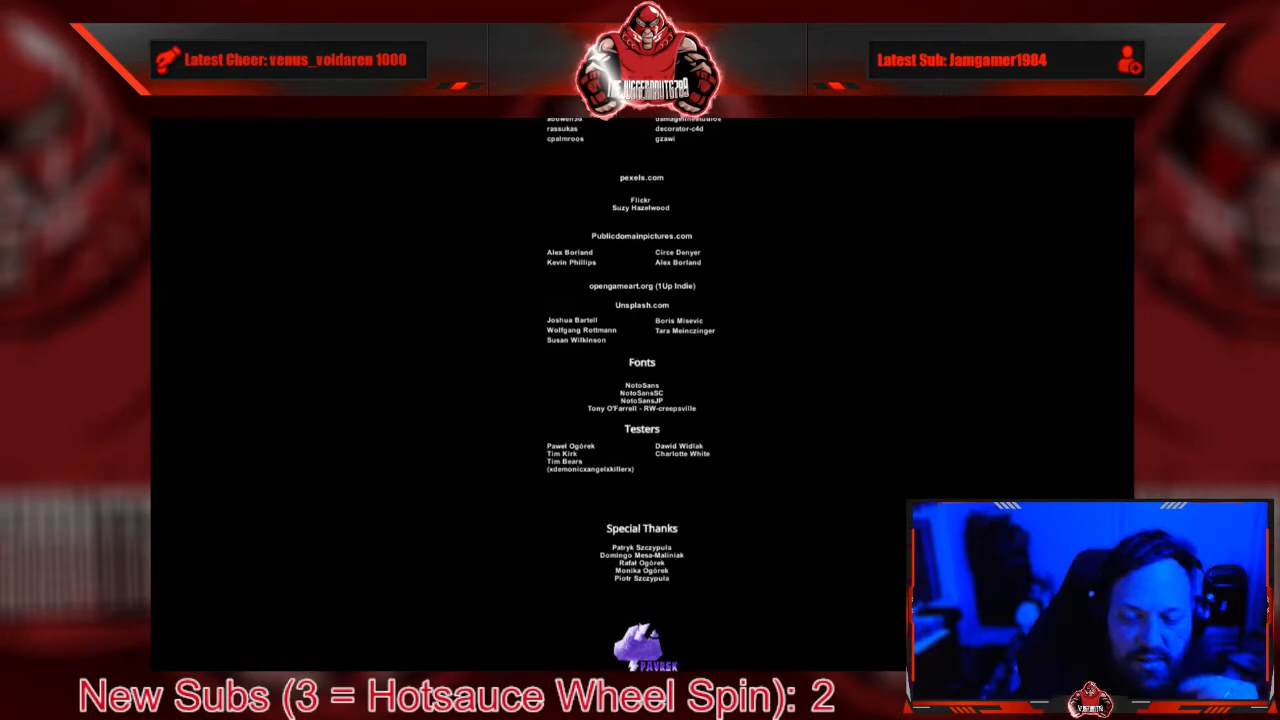 Latest Cheer: venus_voldaren 1000
Latest Sub: Jamgamer1984
THEJUGGERNAUT6789
rassukas
decorator-c4d
cpalmroos
gzawi
pexels.com
Flickr
Suzy Hazelwood
Publicdomainpictures.com
Alex Borland
Circe Denyer
Kevin Phillips
Alex Borland
opengameart.org (1Up Indie)
Unsplash.com
Joshua Bartell
Boris Misevic
Wolfgang Rottmann
Tara Meinczinger
Susan Wilkinson
Fonts
NotoSans
NotoSansSC
NotoSansJP
Tony O'Farrell - RW-creepsville
Testers
Paweł Ogórek
Dawid Widlak
Tim Kirk
Charlotte White
Tim Bears
(xdemonicxangelxkillerx)
Special Thanks
Patryk Szczypuła
Domingo Mesa-Maliniak
Rafał Ogórek
Monika Ogórek
Piotr Szczypuła
PAVREK
New Subs (3 = Hotsauce Wheel Spin): 2